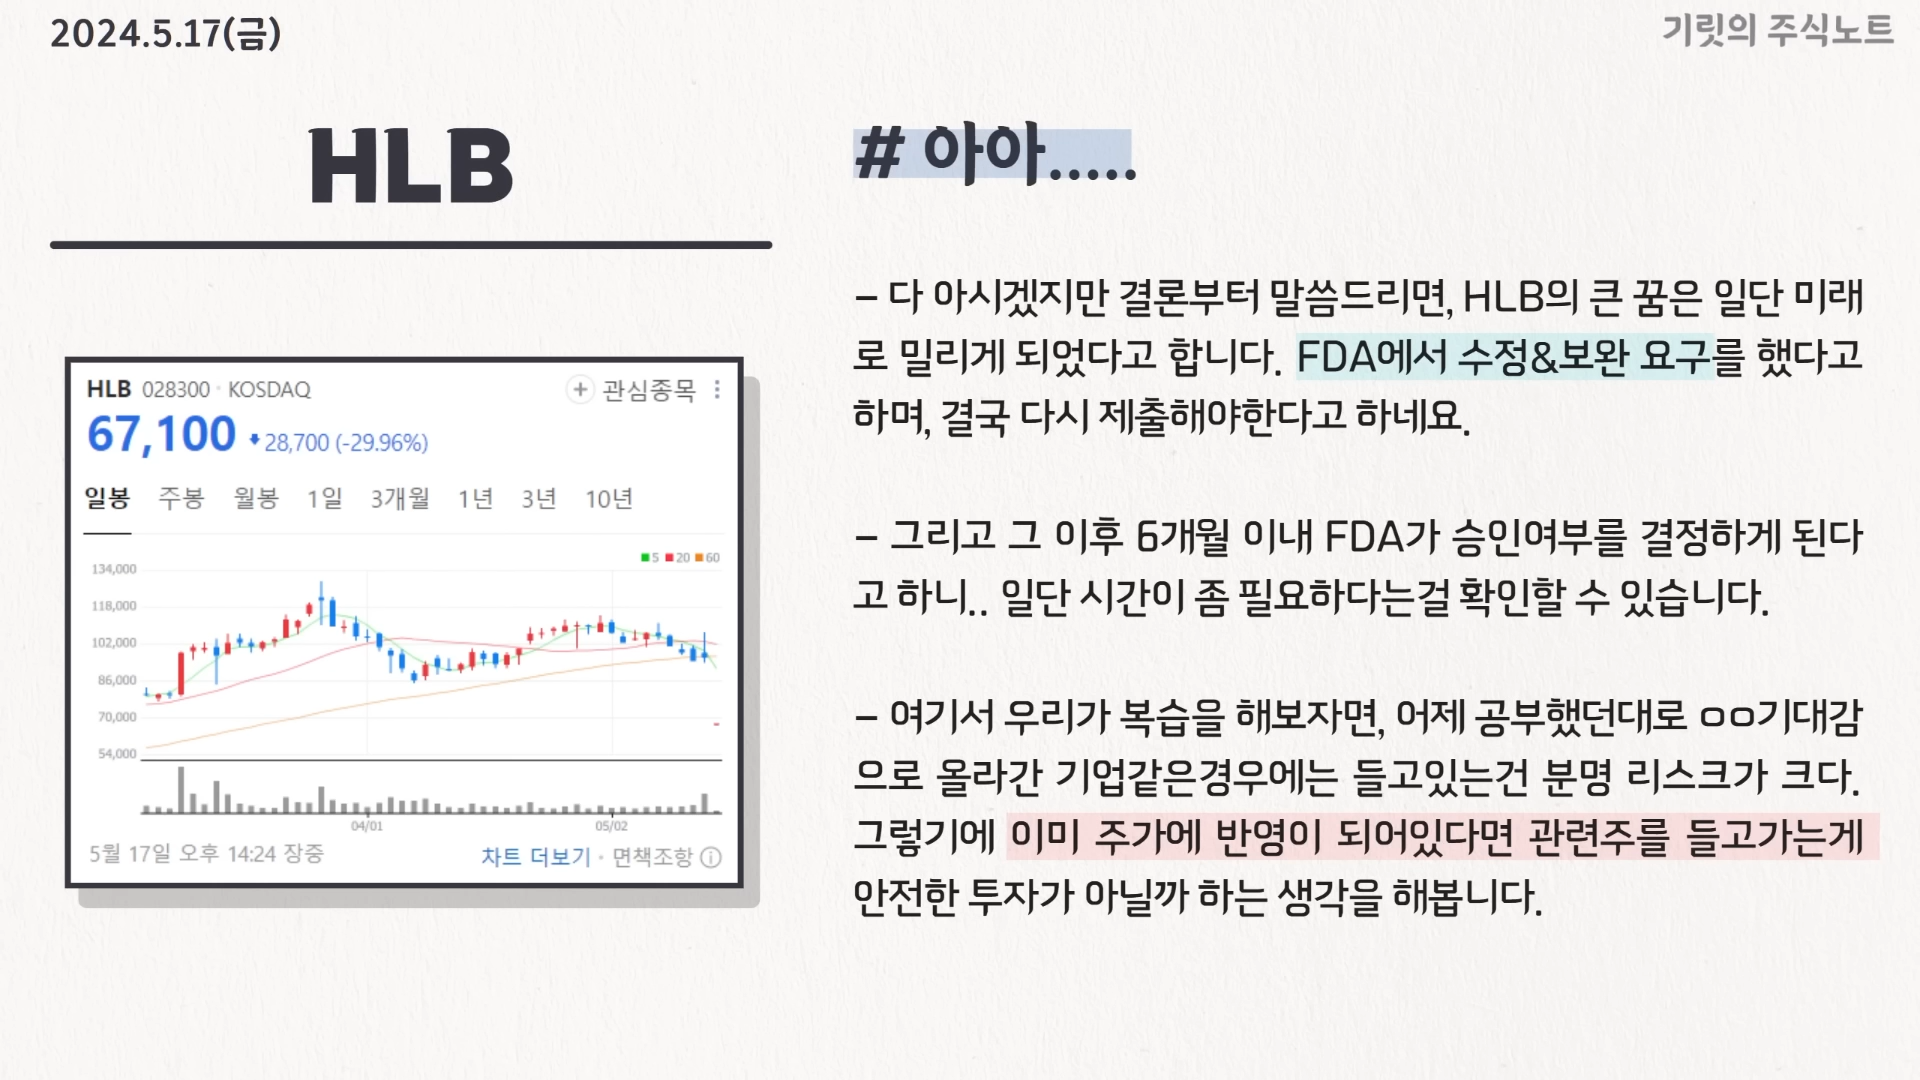 2024.5.17(금)
기릿의 주식노트
HLB
HLB 028300 · KOSDAQ
+ 관심종목
67,100 28,700 (-29.96%)
일봉 주봉 월봉 1일 3개월 1년 3년 10년
5 20 60
134,000
118,000
102,000
86,000
70,000
54,000
04/01 05/02
5월 17일 오후 14:24 장중
차트 더보기 · 면책조항
# 아아.....
- 다 아시겠지만 결론부터 말씀드리면, HLB의 큰 꿈은 일단 미래
로 밀리게 되었다고 합니다. FDA에서 수정&보완 요구를 했다고
하며, 결국 다시 제출해야한다고 하네요.
- 그리고 그 이후 6개월 이내 FDA가 승인여부를 결정하게 된다
고 하니.. 일단 시간이 좀 필요하다는걸 확인할 수 있습니다.
- 여기서 우리가 복습을 해보자면, 어제 공부했던대로 ㅇㅇ기대감
으로 올라간 기업같은경우에는 들고있는건 분명 리스크가 크다.
그렇기에 이미 주가에 반영이 되어있다면 관련주를 들고가는게
안전한 투자가 아닐까 하는 생각을 해봅니다.